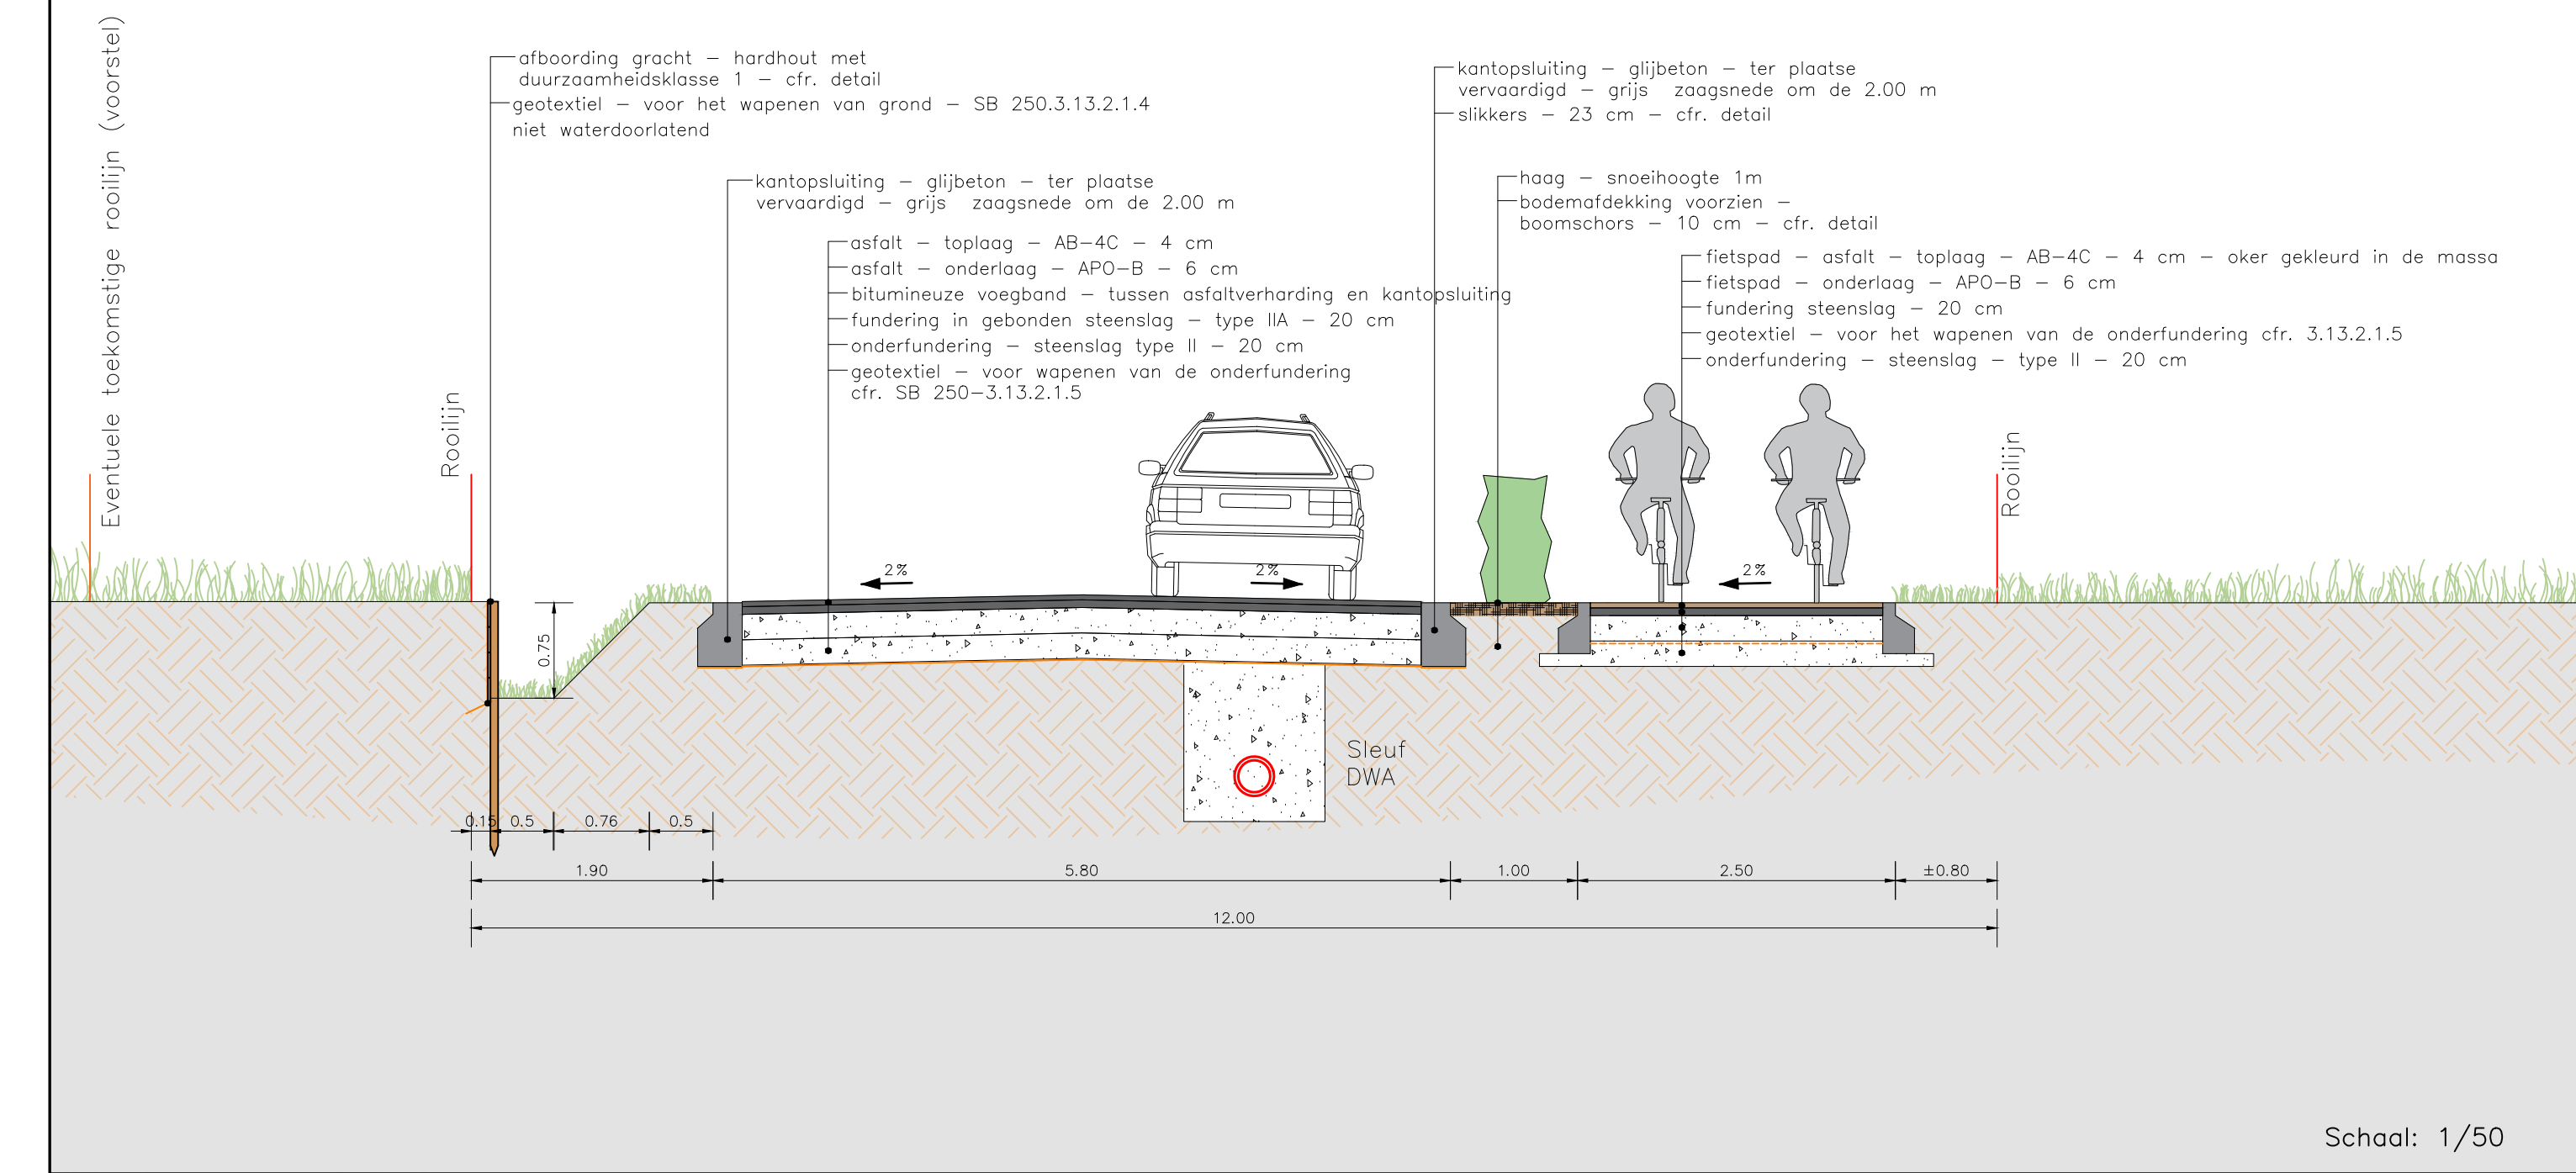 Eventuele toekomstige rooilijn (voorstel)
Rooilijn
afboording gracht – hardhout met
duurzaamheidsklasse 1 – cfr. detail
geotextiel – voor het wapenen van grond – SB 250.3.13.2.1.4
niet waterdoorlatend
kantopsluiting – glijbeton – ter plaatse
vervaardigd – grijs zaagsnede om de 2.00 m
asfalt – toplaag – AB–4C – 4 cm
asfalt – onderlaag – APO–B – 6 cm
bitumineuze voegband – tussen asfaltverharding en kantopsluiting
fundering in gebonden steenslag – type IIA – 20 cm
onderfundering – steenslag type II – 20 cm
geotextiel – voor wapenen van de onderfundering
cfr. SB 250–3.13.2.1.5
kantopsluiting – glijbeton – ter plaatse
vervaardigd – grijs zaagsnede om de 2.00 m
slikkers – 23 cm – cfr. detail
haag – snoeihoogte 1m
bodemafdekking voorzien –
boomschors – 10 cm – cfr. detail
fietspad – asfalt – toplaag – AB–4C – 4 cm – oker gekleurd in de massa
fietspad – onderlaag – APO–B – 6 cm
fundering steenslag – 20 cm
geotextiel – voor het wapenen van de onderfundering cfr. 3.13.2.1.5
onderfundering – steenslag – type II – 20 cm
Rooilijn
2%
2%
2%
0.75
Sleuf
DWA
0.15 0.5 0.76 0.5
1.90 5.80 1.00 2.50 ±0.80
12.00
Schaal: 1/50